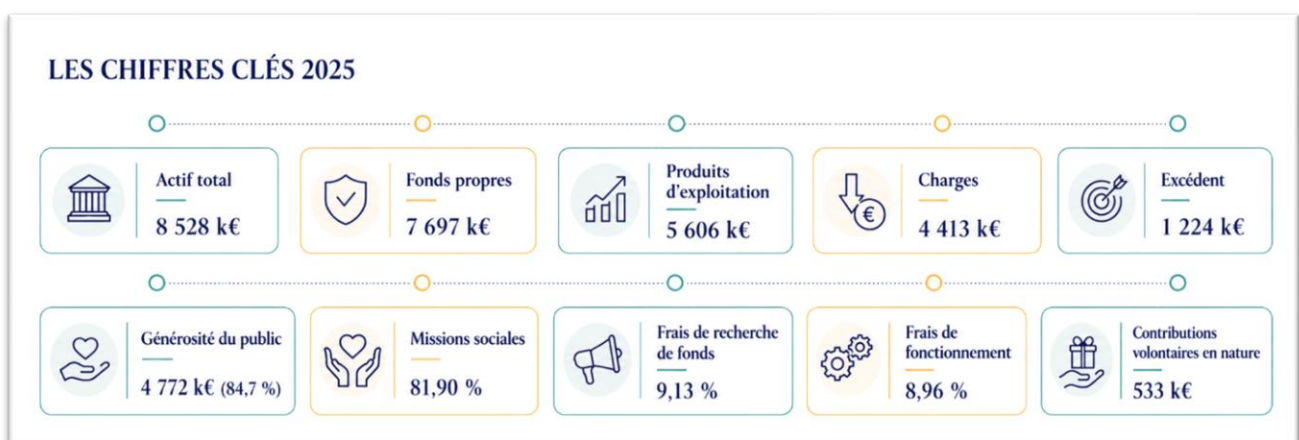 LES CHIFFRES CLÉS 2025
Actif total
8 528 k€
Fonds propres
7 697 k€
Produits
d'exploitation
5 606 k€
€
Charges
4 413 k€
Excédent
1 224 k€
Générosité du public
4 772 k€ (84,7 %)
Missions sociales
81,90 %
Frais de recherche
de fonds
9,13 %
Frais de
fonctionnement
8,96 %
Contributions
volontaires en nature
533 k€